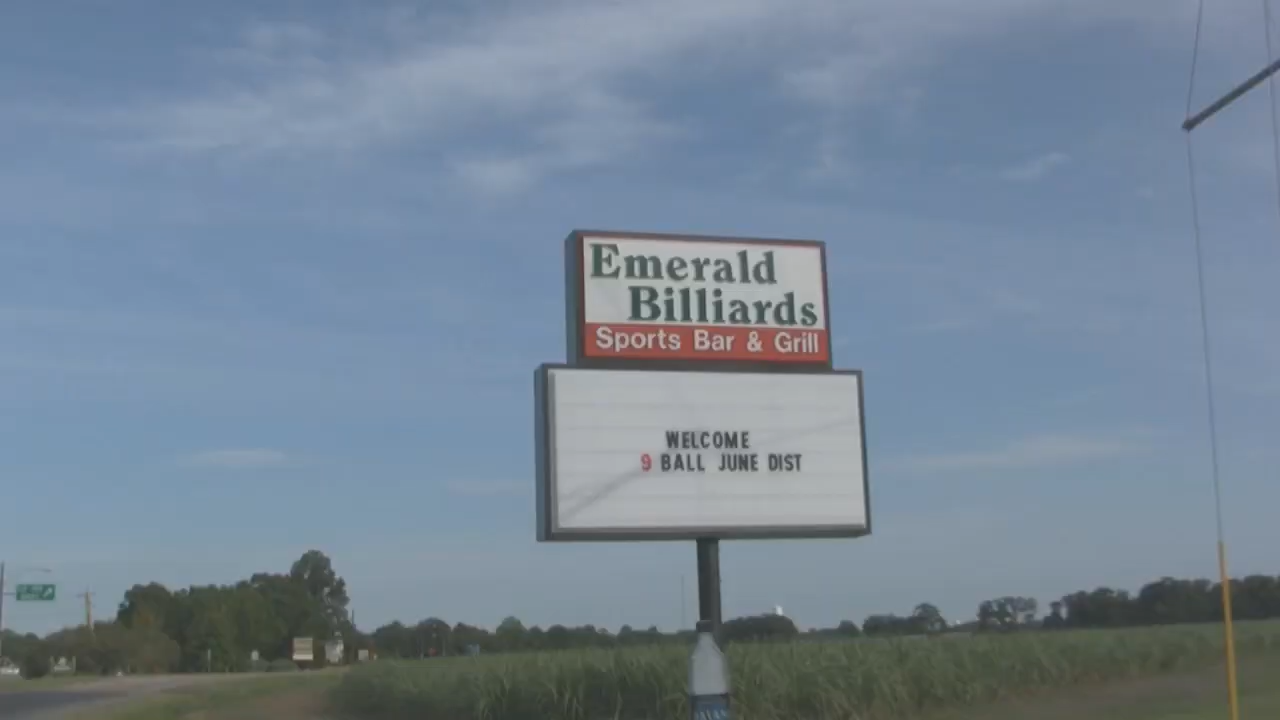 Emerald
Billiards
Sports Bar & Grill
WELCOME
9 BALL JUNE DIST